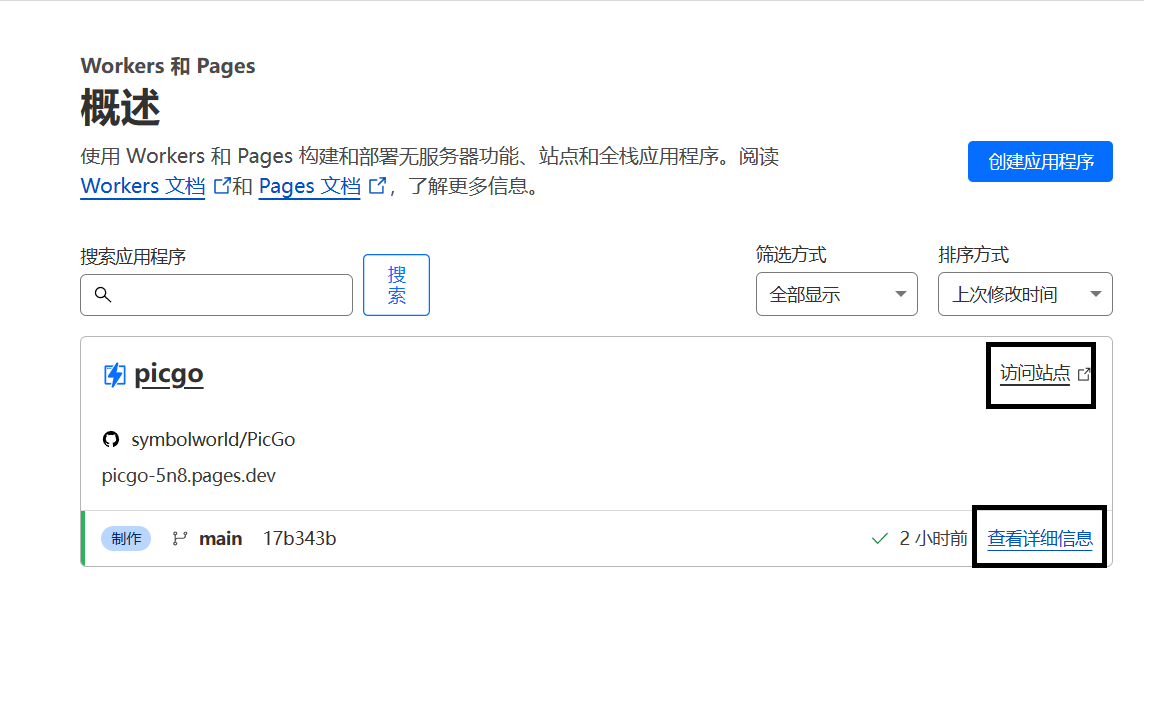 Workers 和 Pages
概述
使用 Workers 和 Pages 构建和部署无服务器功能、站点和全栈应用程序。阅读
Workers 文档 和 Pages 文档 ，了解更多信息。
创建应用程序
搜索应用程序
搜
索
筛选方式
全部显示
排序方式
上次修改时间
picgo
访问站点
symbolworld/PicGo
picgo-5n8.pages.dev
制作 main 17b343b 2 小时前 查看详细信息